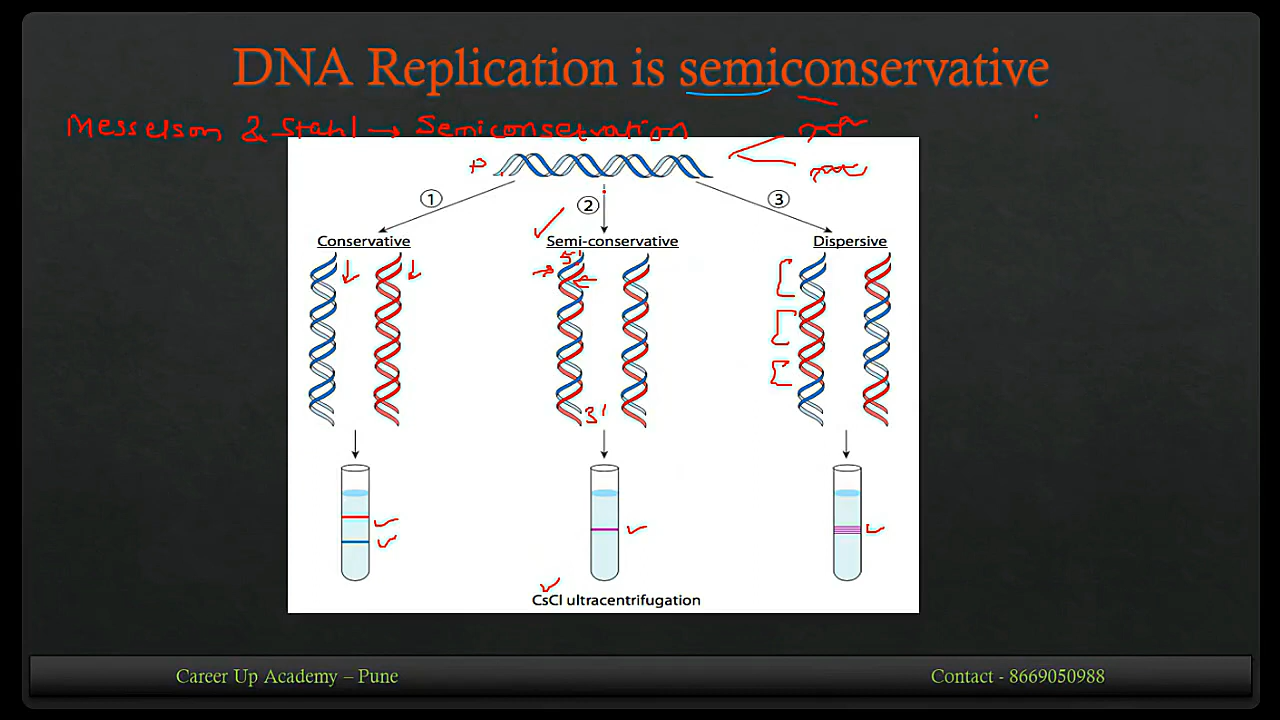 DNA Replication is semiconservative
Messelson & Stahl → Semiconservation
P
① ② ③
Conservative Semi-conservative Dispersive
5'
3'
CsCl ultracentrifugation
Career Up Academy – Pune Contact - 8669050988